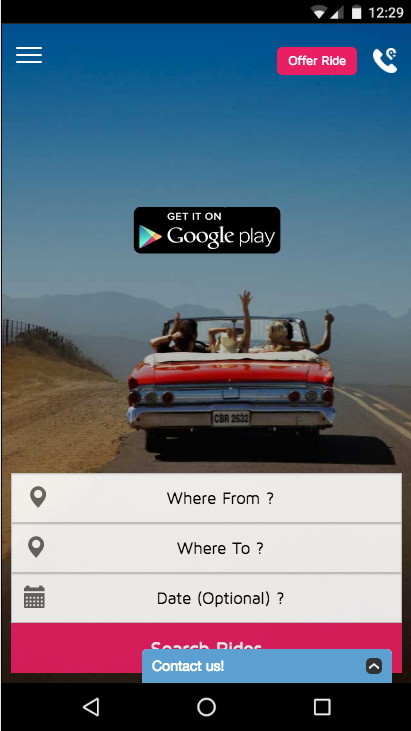 12:29
Offer Ride
GET IT ON
Google play
CBR 2632
Where From ?
Where To ?
Date (Optional) ?
Search Rides
Contact us!